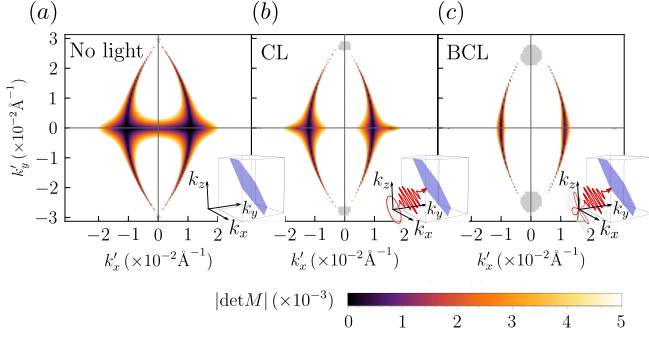 (a) (b) (c)
No light CL BCL
3
2
1
0
−1
−2
−3
k′y (×10−2Å−1)
kz ky kx
kz ky kx
kz ky kx
−2 −1 0 1 2
−2 −1 0 1 2
−2 −1 0 1 2
k′x (×10−2Å−1) k′x (×10−2Å−1) k′x (×10−2Å−1)
|detM| (×10−3)
0 1 2 3 4 5